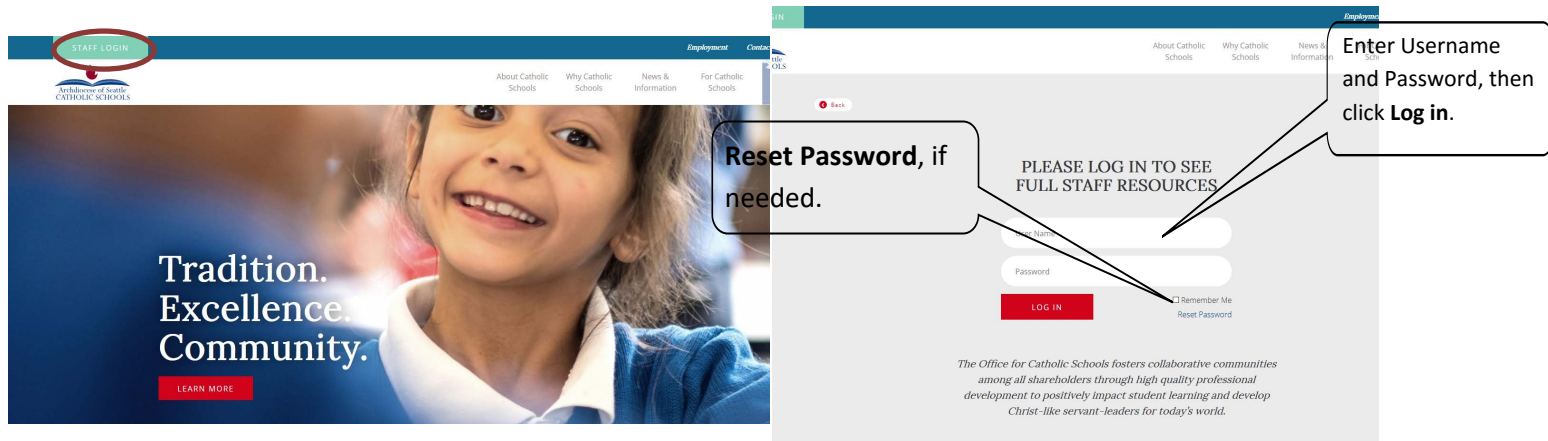 STAFF LOGIN
Employment
Archdiocese of Seattle
CATHOLIC SCHOOLS
About Catholic
Schools
Why Catholic
Schools
News &
Information
For Catholic
Schools
Tradition.
Excellence.
Community.
LEARN MORE
About Catholic
Schools
Why Catholic
Schools
News &
Information
Back
Reset Password, if
needed.
Enter Username
and Password, then
click Log in.
PLEASE LOG IN TO SEE
FULL STAFF RESOURCES
User Name
Password
LOG IN
Remember Me
Reset Password
The Office for Catholic Schools fosters collaborative communities
among all shareholders through high quality professional
development to positively impact student learning and develop
Christ-like servant-leaders for today's world.